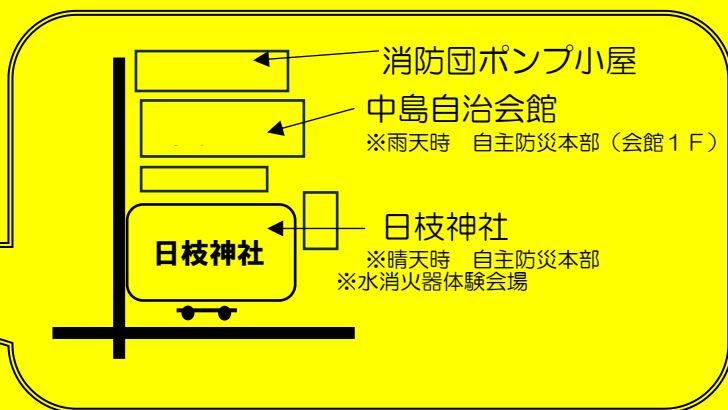 消防団ポンプ小屋
中島自治会館
※雨天時　自主防災本部（会館１Ｆ）
日枝神社
日枝神社
※晴天時　自主防災本部
※水消火器体験会場